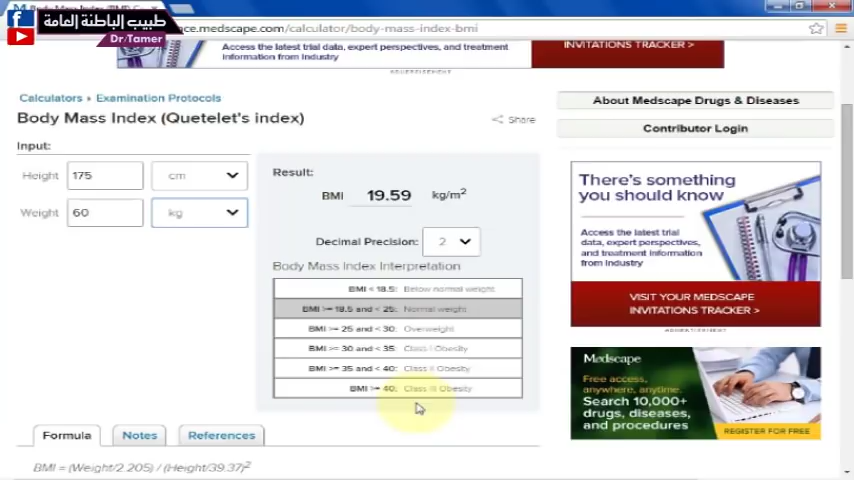 طبيب الباطنة العامة
Dr/Tamer
ce.medscape.com/calculator/body-mass-index-bmi
Access the latest trial data, expert perspectives, and treatment
information from industry
INVITATIONS TRACKER >
ADVERTISEMENT
Calculators » Examination Protocols
Body Mass Index (Quetelet's index)
Share
Input:
Height 175 cm
Weight 60 kg
Result:
BMI 19.59 kg/m²
Decimal Precision: 2
Body Mass Index Interpretation
BMI < 18.5: Below normal weight
BMI >= 18.5 and < 25: Normal weight
BMI >= 25 and < 30: Overweight
BMI >= 30 and < 35: Class I Obesity
BMI >= 35 and < 40: Class II Obesity
BMI >= 40: Class III Obesity
Formula Notes References
BMI = (Weight/2.205) / (Height/39.37)²
About Medscape Drugs & Diseases
Contributor Login
There's something
you should know
Access the latest trial
data, expert perspectives,
and treatment
information from industry
VISIT YOUR MEDSCAPE
INVITATIONS TRACKER >
ADVERTISEMENT
Medscape
Free access,
anywhere, anytime.
Search 10,000+
drugs, diseases,
and procedures
REGISTER FOR FREE